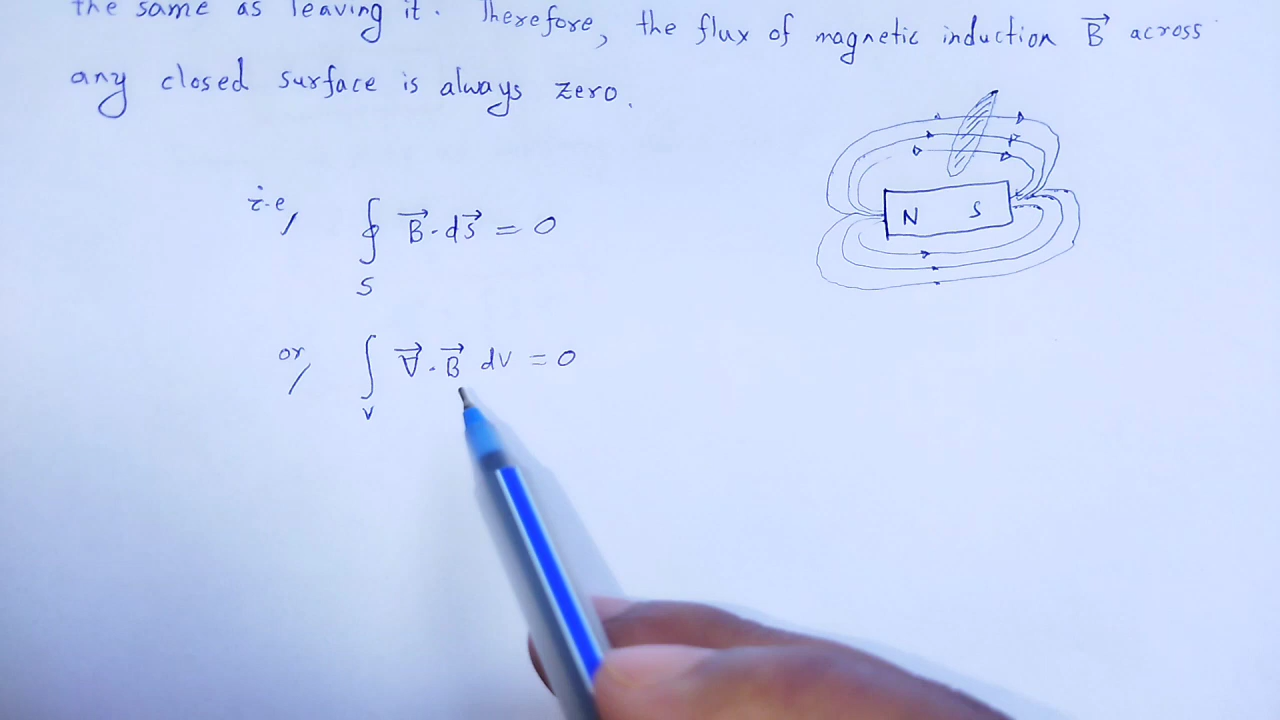 the same as leaving it. Therefore, the flux of magnetic induction B⃗ across
any closed surface is always zero.
N S
i.e, ∮ B⃗ · dS⃗ = 0
S
or, ∫ ∇⃗ · B⃗ dV = 0
V